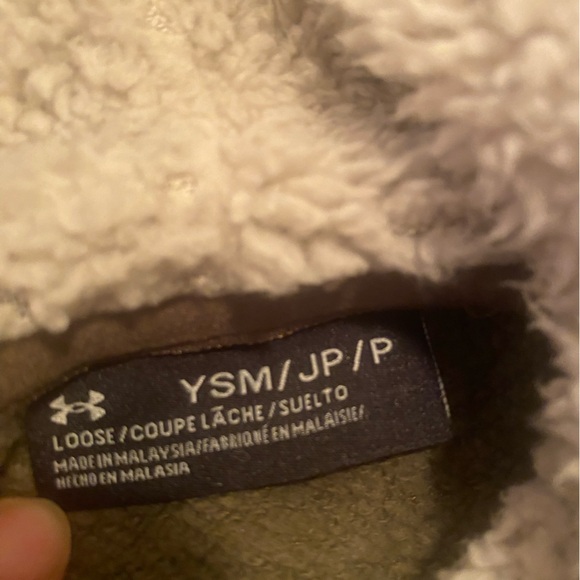 YSM/JP/P
LOOSE/COUPE LÂCHE/SUELTO
MADE IN MALAYSIA/FABRIQUÉ EN MALAISIE/
HECHO EN MALASIA